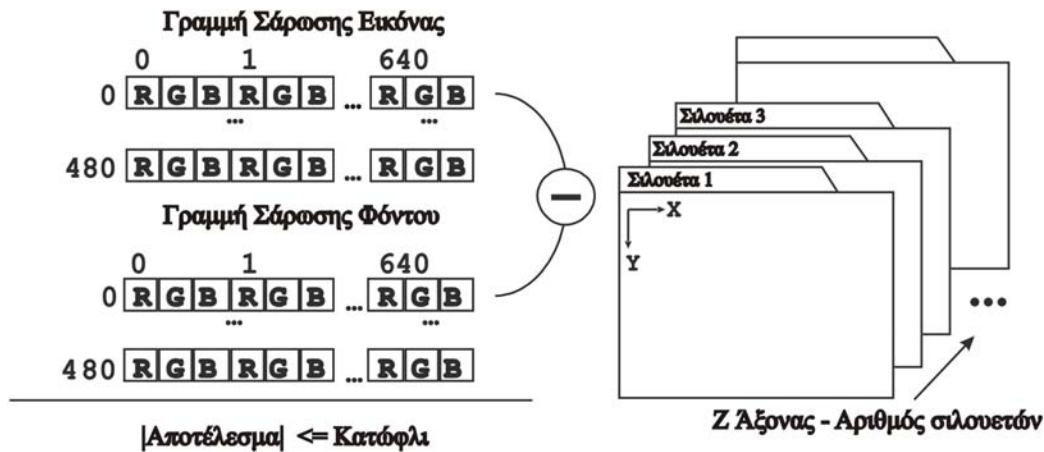 Γραμμή Σάρωσης Εικόνας
0 1 640
0 R G B R G B ... R G B
... ...
480 R G B R G B ... R G B
Γραμμή Σάρωσης Φόντου
0 1 640
0 R G B R G B ... R G B
... ...
480 R G B R G B ... R G B
|Αποτέλεσμα| <= Κατώφλι
Σιλουέτα 3
Σιλουέτα 2
Σιλουέτα 1
X
Y
...
Ζ Άξονας - Αριθμός σιλουετών